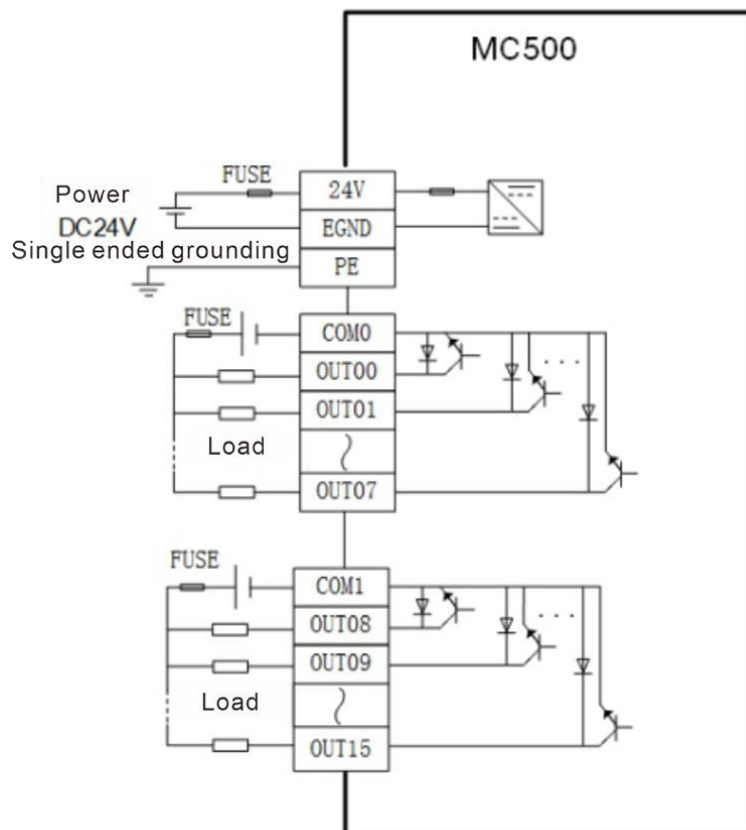 MC500
FUSE
24V
Power
DC24V
EGND
Single ended grounding
PE
FUSE
COM0
OUT00
OUT01
Load
OUT07
FUSE
COM1
OUT08
OUT09
Load
OUT15